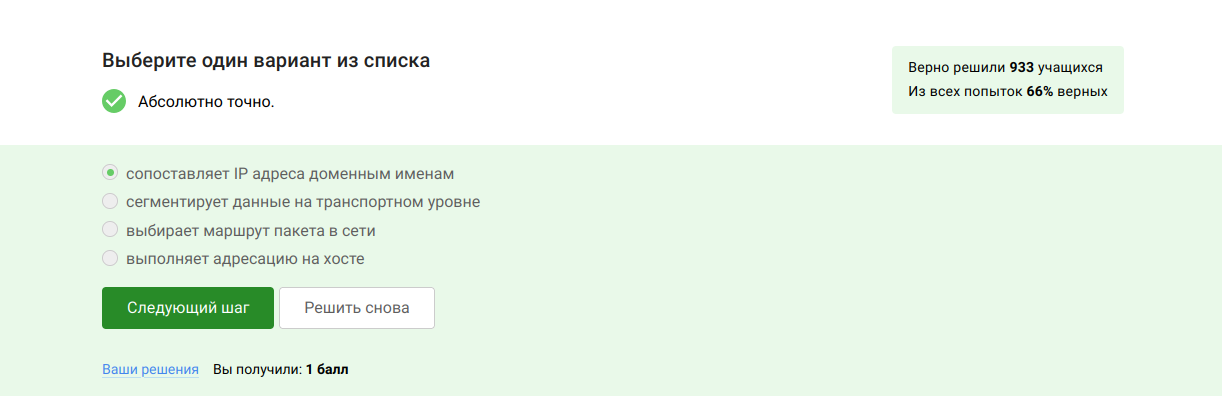 Выберите один вариант из списка
Абсолютно точно.
Верно решили 933 учащихся
Из всех попыток 66% верных
сопоставляет IP адреса доменным именам
сегментирует данные на транспортном уровне
выбирает маршрут пакета в сети
выполняет адресацию на хосте
Следующий шаг
Решить снова
Ваши решения Вы получили: 1 балл